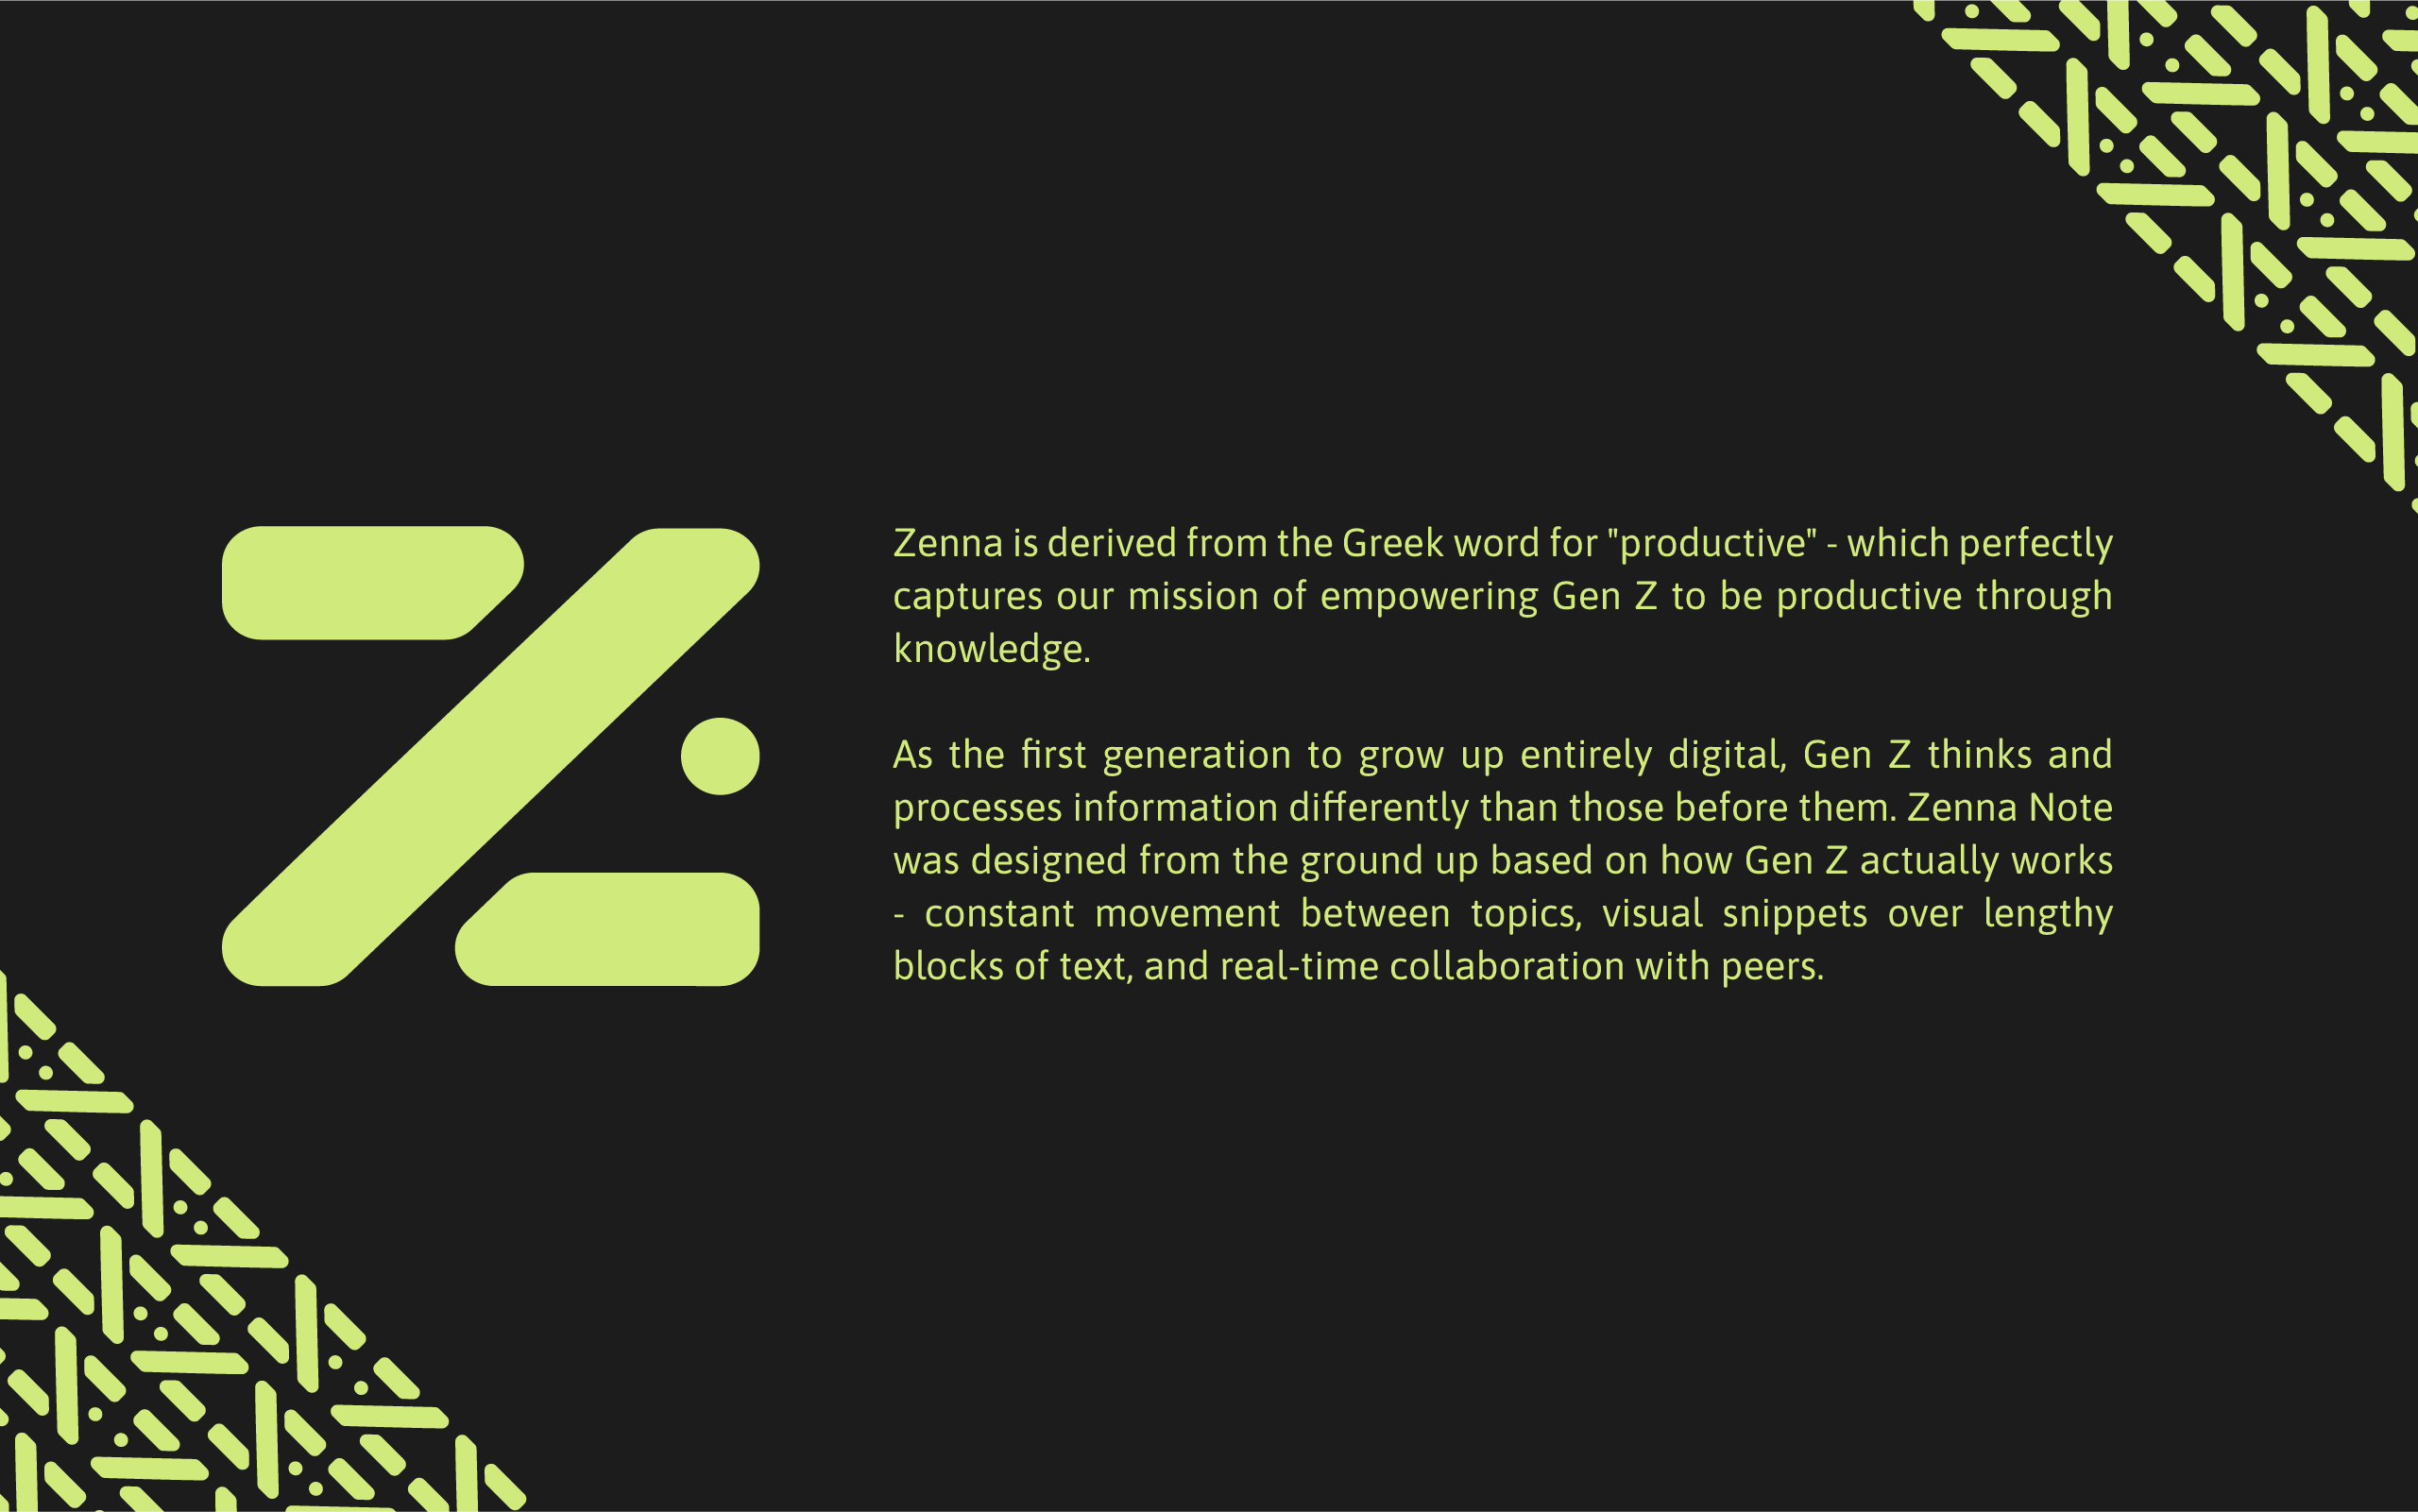 Zenna is derived from the Greek word for "productive" - which perfectly
captures our mission of empowering Gen Z to be productive through
knowledge.
As the first generation to grow up entirely digital, Gen Z thinks and
processes information differently than those before them. Zenna Note
was designed from the ground up based on how Gen Z actually works
- constant movement between topics, visual snippets over lengthy
blocks of text, and real-time collaboration with peers.